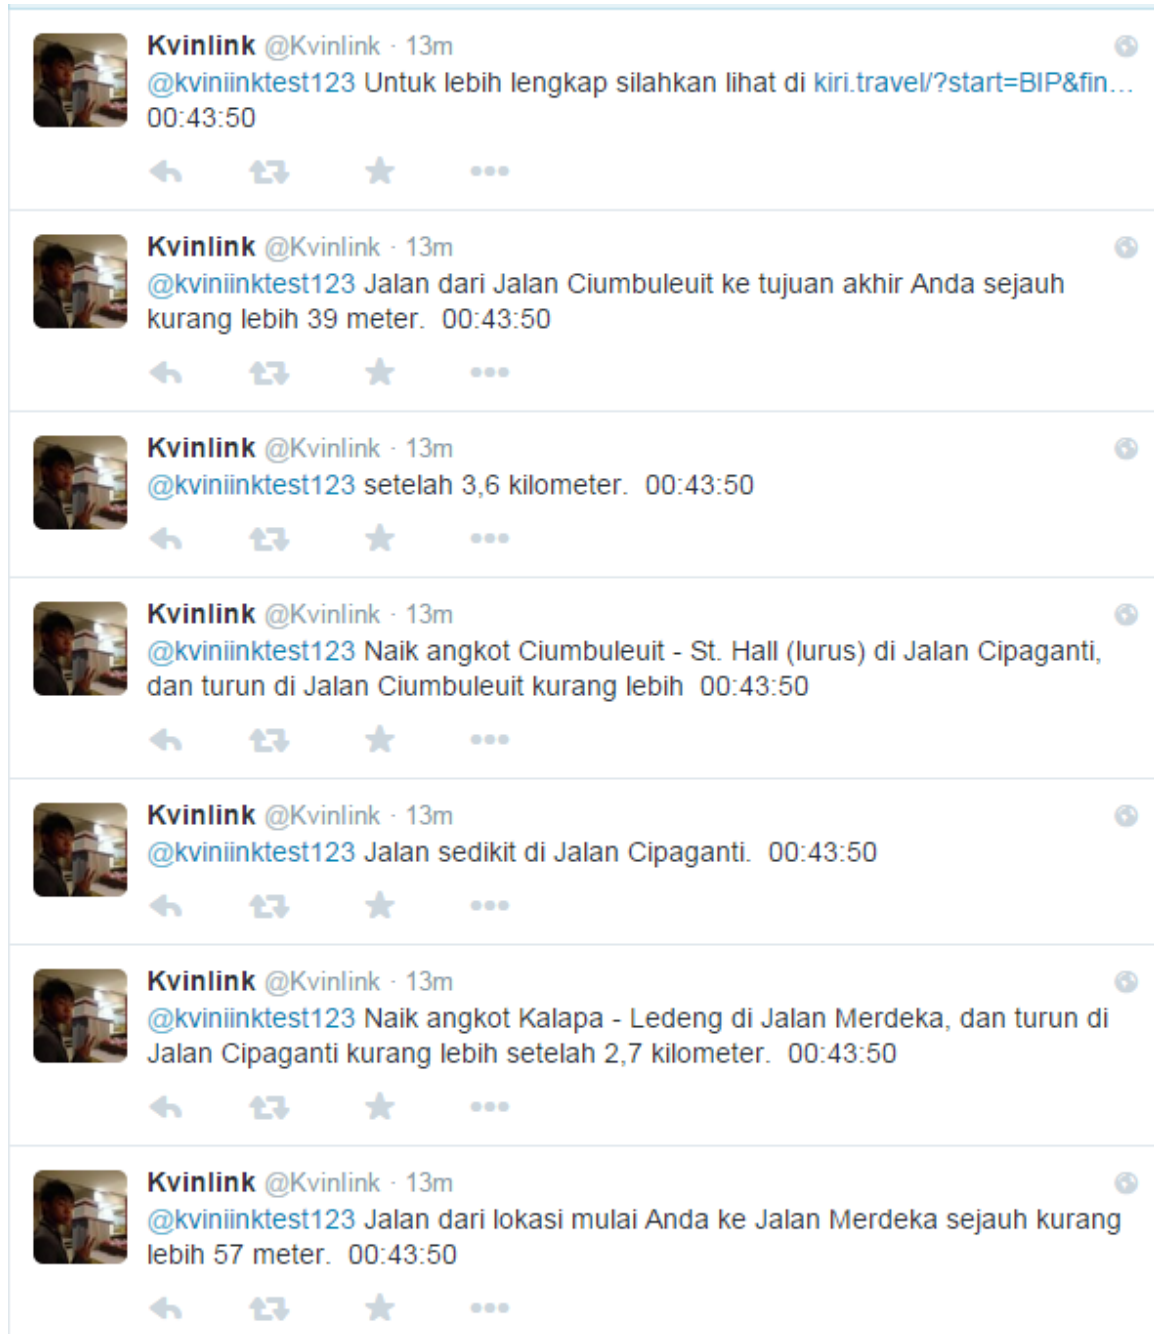 Kvinlink @Kvinlink · 13m
@kviniinktest123 Untuk lebih lengkap silahkan lihat di kiri.travel/?start=BIP&fin...
00:43:50
Kvinlink @Kvinlink · 13m
@kviniinktest123 Jalan dari Jalan Ciumbuleuit ke tujuan akhir Anda sejauh
kurang lebih 39 meter. 00:43:50
Kvinlink @Kvinlink · 13m
@kviniinktest123 setelah 3,6 kilometer. 00:43:50
Kvinlink @Kvinlink · 13m
@kviniinktest123 Naik angkot Ciumbuleuit - St. Hall (lurus) di Jalan Cipaganti,
dan turun di Jalan Ciumbuleuit kurang lebih 00:43:50
Kvinlink @Kvinlink · 13m
@kviniinktest123 Jalan sedikit di Jalan Cipaganti. 00:43:50
Kvinlink @Kvinlink · 13m
@kviniinktest123 Naik angkot Kalapa - Ledeng di Jalan Merdeka, dan turun di
Jalan Cipaganti kurang lebih setelah 2,7 kilometer. 00:43:50
Kvinlink @Kvinlink · 13m
@kviniinktest123 Jalan dari lokasi mulai Anda ke Jalan Merdeka sejauh kurang
lebih 57 meter. 00:43:50